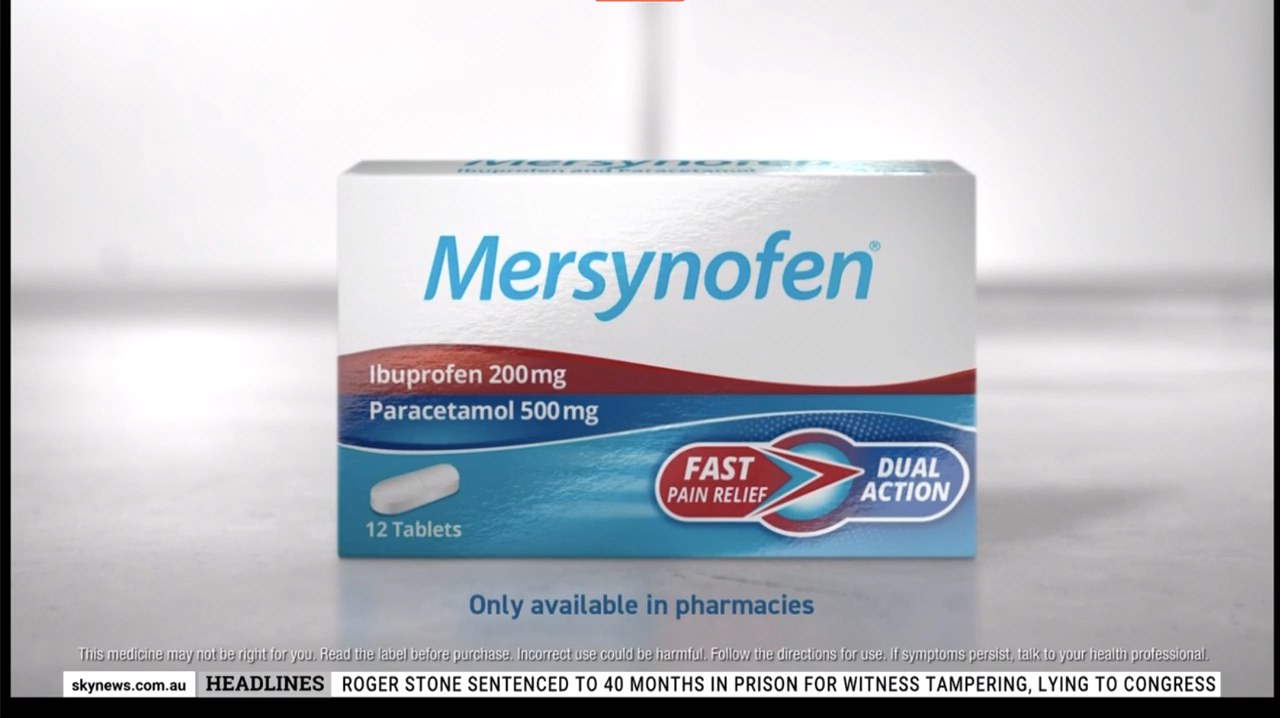 Mersynofen
Ibuprofen and Paracetamol
Mersynofen®
Ibuprofen 200mg
Paracetamol 500mg
FAST
PAIN RELIEF
DUAL
ACTION
12 Tablets
Only available in pharmacies
This medicine may not be right for you. Read the label before purchase. Incorrect use could be harmful. Follow the directions for use. If symptoms persist, talk to your health professional.
skynews.com.au HEADLINES ROGER STONE SENTENCED TO 40 MONTHS IN PRISON FOR WITNESS TAMPERING, LYING TO CONGRESS